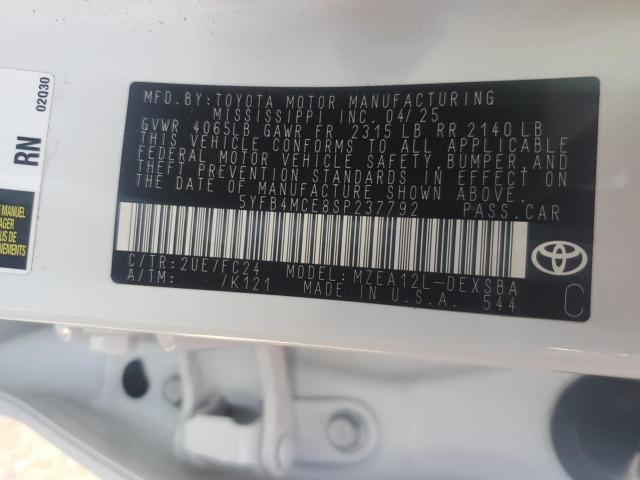 MFD. BY: TOYOTA MOTOR MANUFACTURING
MISSISSIPPI INC. 04/25
GVWR 4065LB GAWR FR 2315 LB RR 2140 LB
THIS VEHICLE CONFORMS TO ALL APPLICABLE
FEDERAL MOTOR VEHICLE SAFETY, BUMPER AND
THEFT PREVENTION STANDARDS IN EFFECT ON
THE DATE OF MANUFACTURE SHOWN ABOVE.
5YFB4MCE8SP237792 PASS.CAR
C/TR: 2UE/FC24 MODEL: MZEA12L-DEXSBA
A/TM: /K121 MADE IN U.S.A. 544
C
RN
02Q30
MANUEL